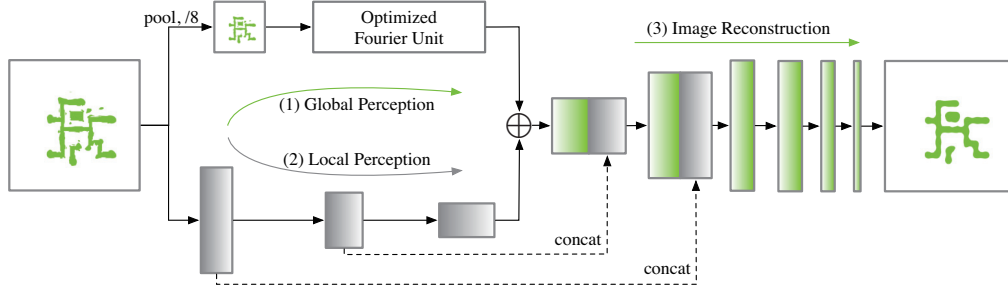 pool, /8
Optimized
Fourier Unit
(3) Image Reconstruction
(1) Global Perception
(2) Local Perception
concat
concat